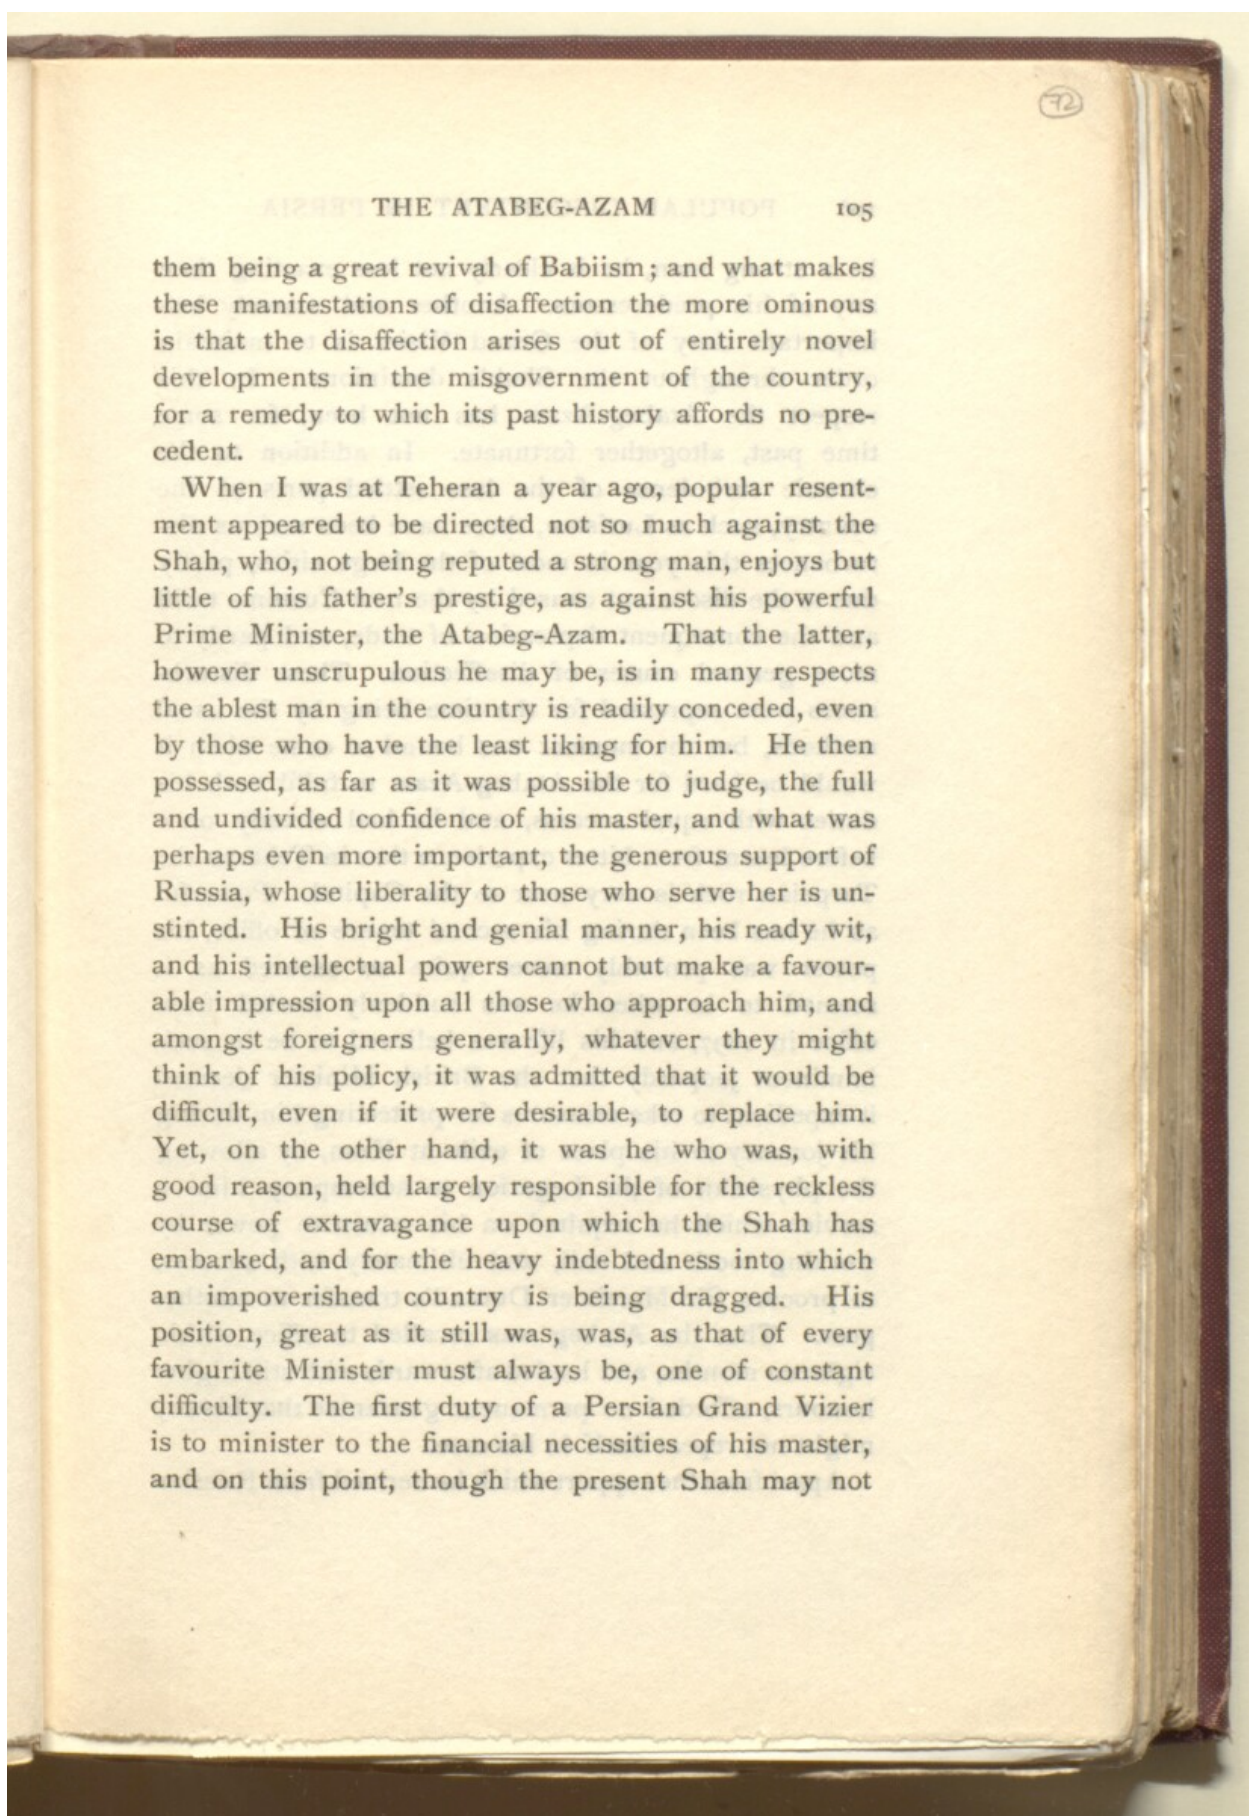 72
THE ATABEG-AZAM 105
them being a great revival of Babiism; and what makes
these manifestations of disaffection the more ominous
is that the disaffection arises out of entirely novel
developments in the misgovernment of the country,
for a remedy to which its past history affords no pre-
cedent.
When I was at Teheran a year ago, popular resent-
ment appeared to be directed not so much against the
Shah, who, not being reputed a strong man, enjoys but
little of his father's prestige, as against his powerful
Prime Minister, the Atabeg-Azam. That the latter,
however unscrupulous he may be, is in many respects
the ablest man in the country is readily conceded, even
by those who have the least liking for him. He then
possessed, as far as it was possible to judge, the full
and undivided confidence of his master, and what was
perhaps even more important, the generous support of
Russia, whose liberality to those who serve her is un-
stinted. His bright and genial manner, his ready wit,
and his intellectual powers cannot but make a favour-
able impression upon all those who approach him, and
amongst foreigners generally, whatever they might
think of his policy, it was admitted that it would be
difficult, even if it were desirable, to replace him.
Yet, on the other hand, it was he who was, with
good reason, held largely responsible for the reckless
course of extravagance upon which the Shah has
embarked, and for the heavy indebtedness into which
an impoverished country is being dragged. His
position, great as it still was, was, as that of every
favourite Minister must always be, one of constant
difficulty. The first duty of a Persian Grand Vizier
is to minister to the financial necessities of his master,
and on this point, though the present Shah may not